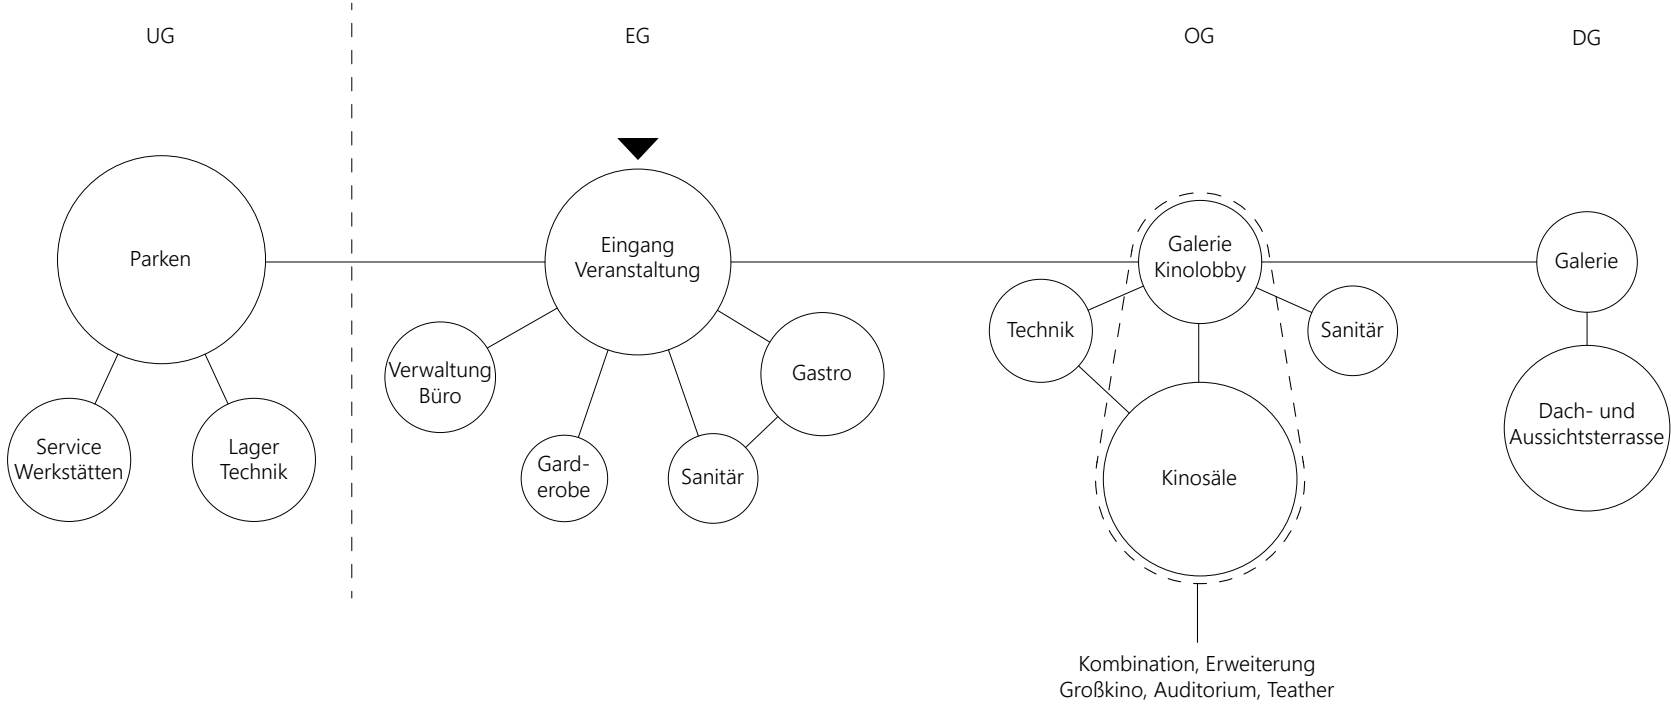 UG
EG
OG
DG
Parken
Service
Werkstätten
Lager
Technik
Eingang
Veranstaltung
Verwaltung
Büro
Gard-
erobe
Sanitär
Gastro
Galerie
Kinolobby
Technik
Sanitär
Kinosäle
Kombination, Erweiterung
Großkino, Auditorium, Teather
Galerie
Dach- und
Aussichtsterrasse